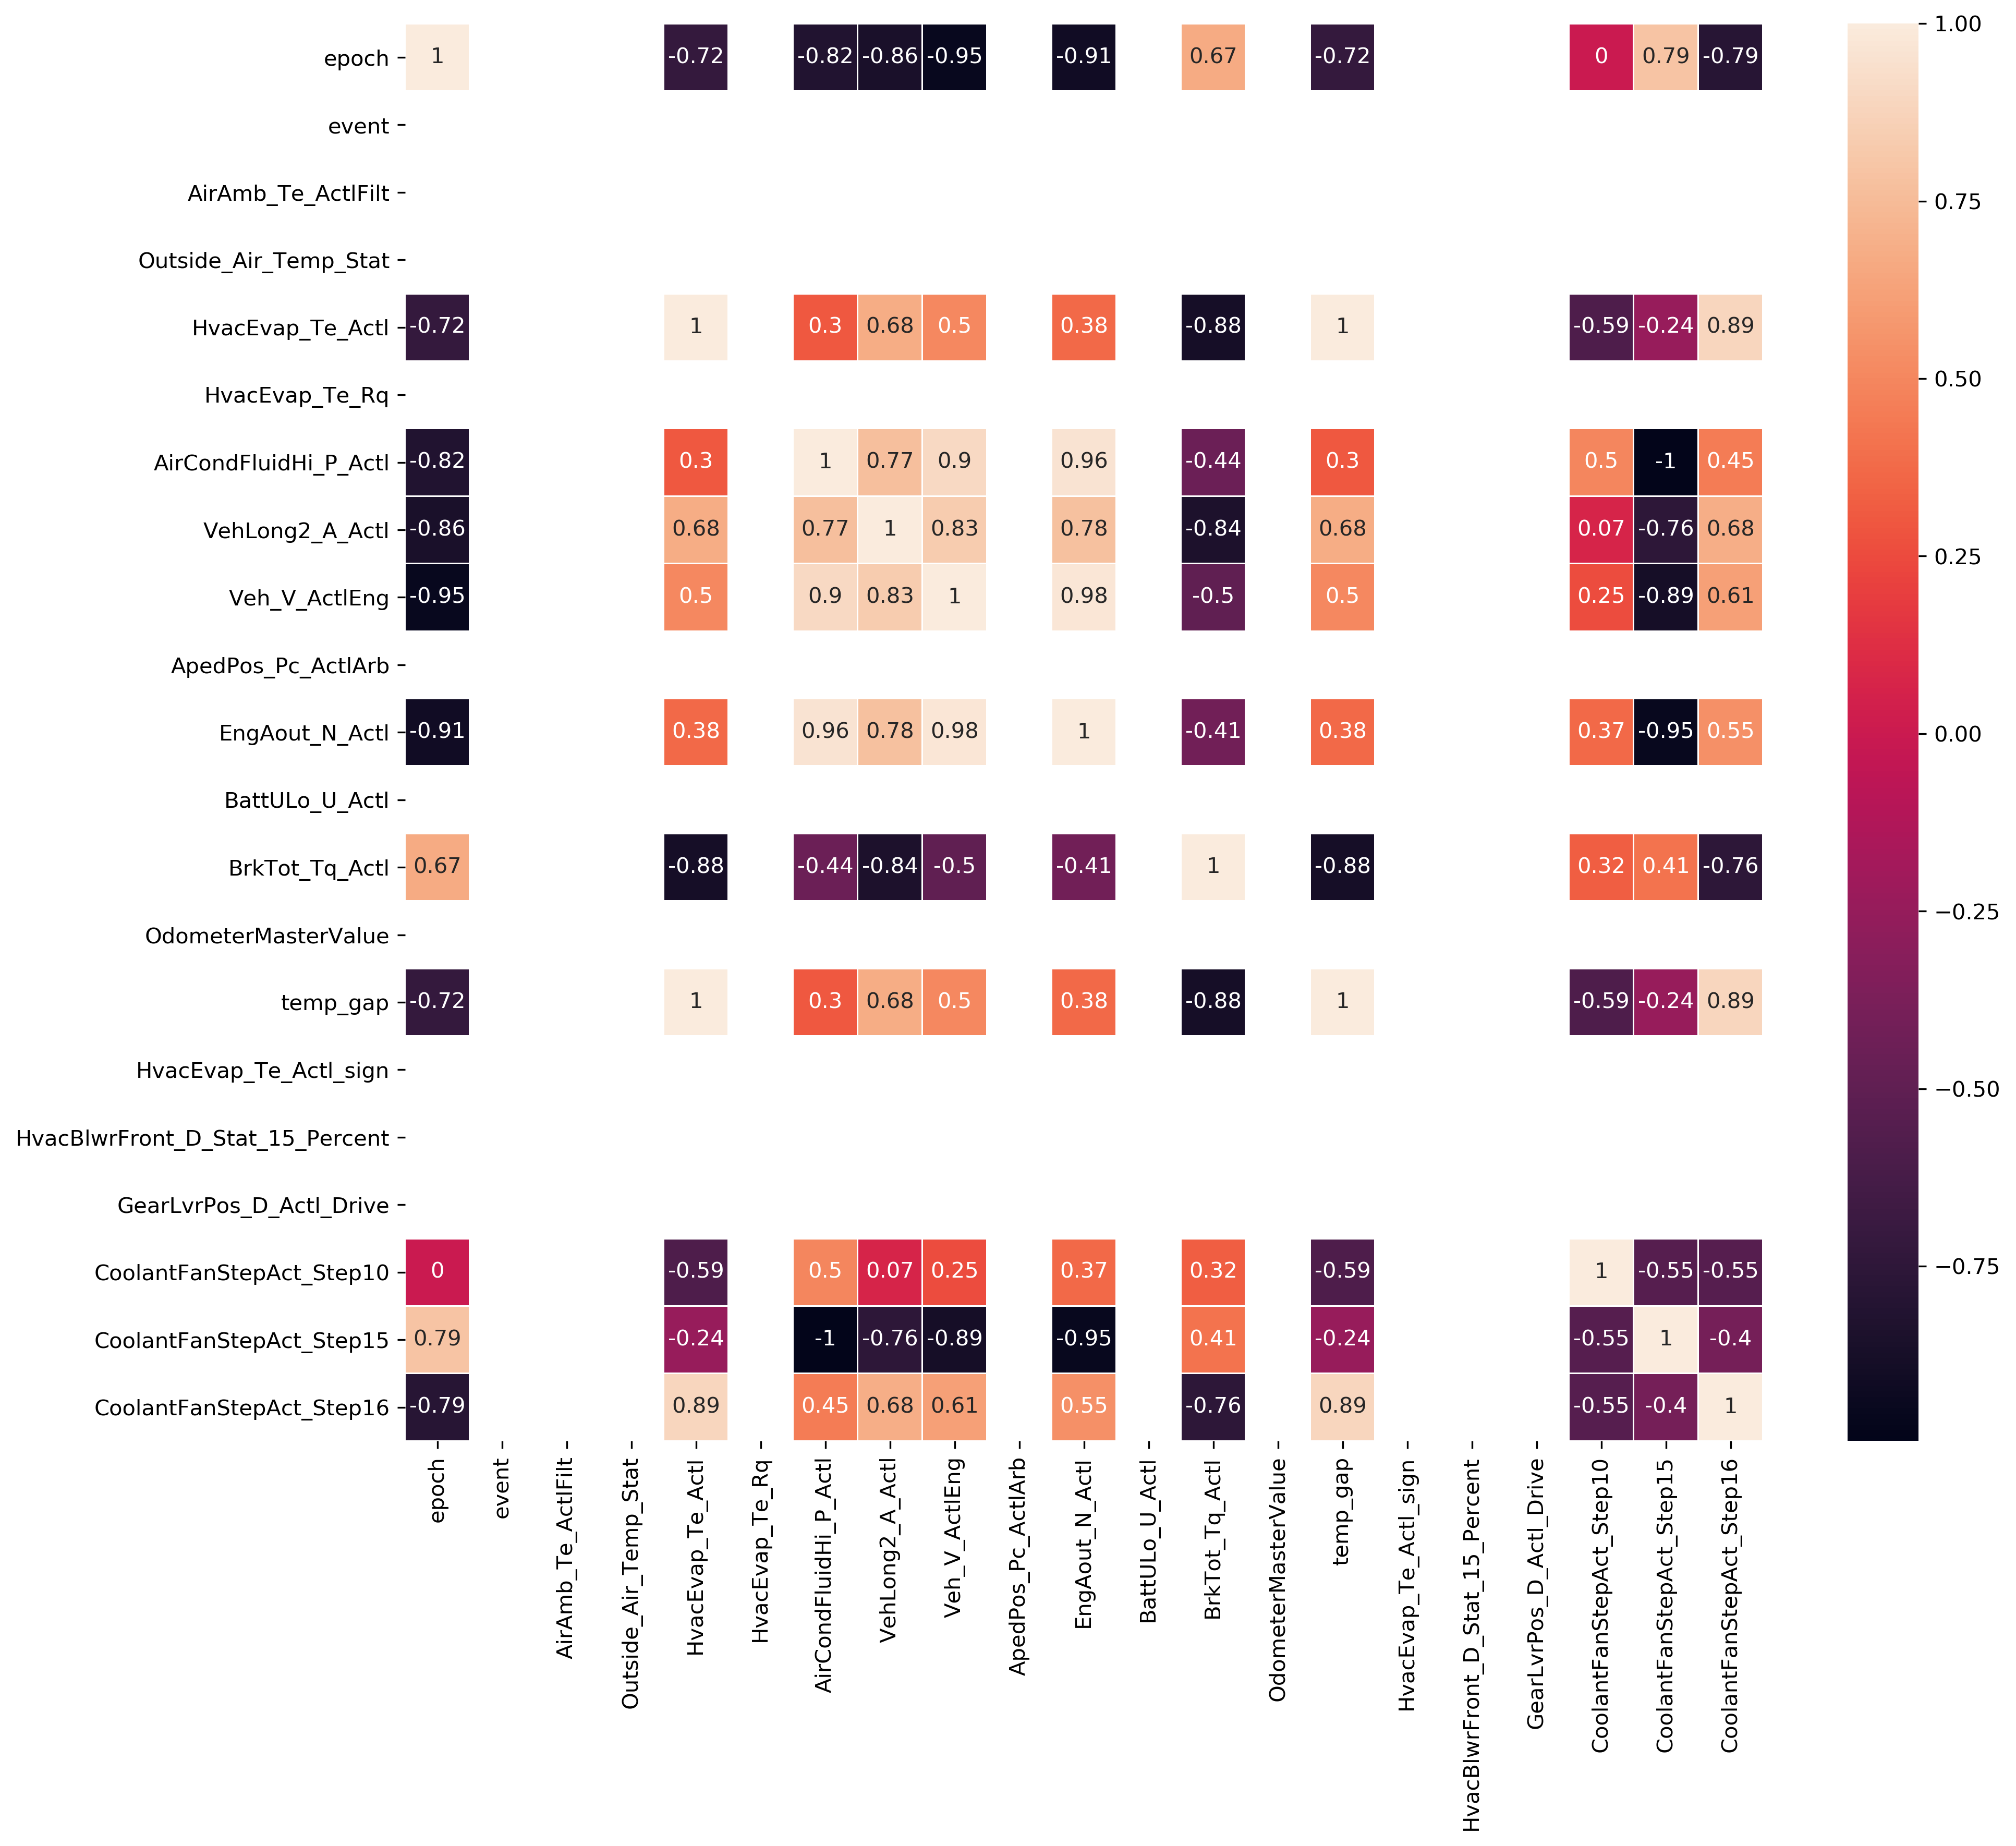 epoch 1 -0.72 -0.82 -0.86 -0.95 -0.91 0.67 -0.72 0 0.79 -0.79
event
AirAmb_Te_ActlFilt
Outside_Air_Temp_Stat
HvacEvap_Te_Actl -0.72 1 0.3 0.68 0.5 0.38 -0.88 1 -0.59 -0.24 0.89
HvacEvap_Te_Rq
AirCondFluidHi_P_Actl -0.82 0.3 1 0.77 0.9 0.96 -0.44 0.3 0.5 -1 0.45
VehLong2_A_Actl -0.86 0.68 0.77 1 0.83 0.78 -0.84 0.68 0.07 -0.76 0.68
Veh_V_ActlEng -0.95 0.5 0.9 0.83 1 0.98 -0.5 0.5 0.25 -0.89 0.61
ApedPos_Pc_ActlArb
EngAout_N_Actl -0.91 0.38 0.96 0.78 0.98 1 -0.41 0.38 0.37 -0.95 0.55
BattULo_U_Actl
BrkTot_Tq_Actl 0.67 -0.88 -0.44 -0.84 -0.5 -0.41 1 -0.88 0.32 0.41 -0.76
OdometerMasterValue
temp_gap -0.72 1 0.3 0.68 0.5 0.38 -0.88 1 -0.59 -0.24 0.89
HvacEvap_Te_Actl_sign
HvacBlwrFront_D_Stat_15_Percent
GearLvrPos_D_Actl_Drive
CoolantFanStepAct_Step10 0 -0.59 0.5 0.07 0.25 0.37 0.32 -0.59 1 -0.55 -0.55
CoolantFanStepAct_Step15 0.79 -0.24 -1 -0.76 -0.89 -0.95 0.41 -0.24 -0.55 1 -0.4
CoolantFanStepAct_Step16 -0.79 0.89 0.45 0.68 0.61 0.55 -0.76 0.89 -0.55 -0.4 1
epoch
event
AirAmb_Te_ActlFilt
Outside_Air_Temp_Stat
HvacEvap_Te_Actl
HvacEvap_Te_Rq
AirCondFluidHi_P_Actl
VehLong2_A_Actl
Veh_V_ActlEng
ApedPos_Pc_ActlArb
EngAout_N_Actl
BattULo_U_Actl
BrkTot_Tq_Actl
OdometerMasterValue
temp_gap
HvacEvap_Te_Actl_sign
HvacBlwrFront_D_Stat_15_Percent
GearLvrPos_D_Actl_Drive
CoolantFanStepAct_Step10
CoolantFanStepAct_Step15
CoolantFanStepAct_Step16
1.00
0.75
0.50
0.25
0.00
−0.25
−0.50
−0.75